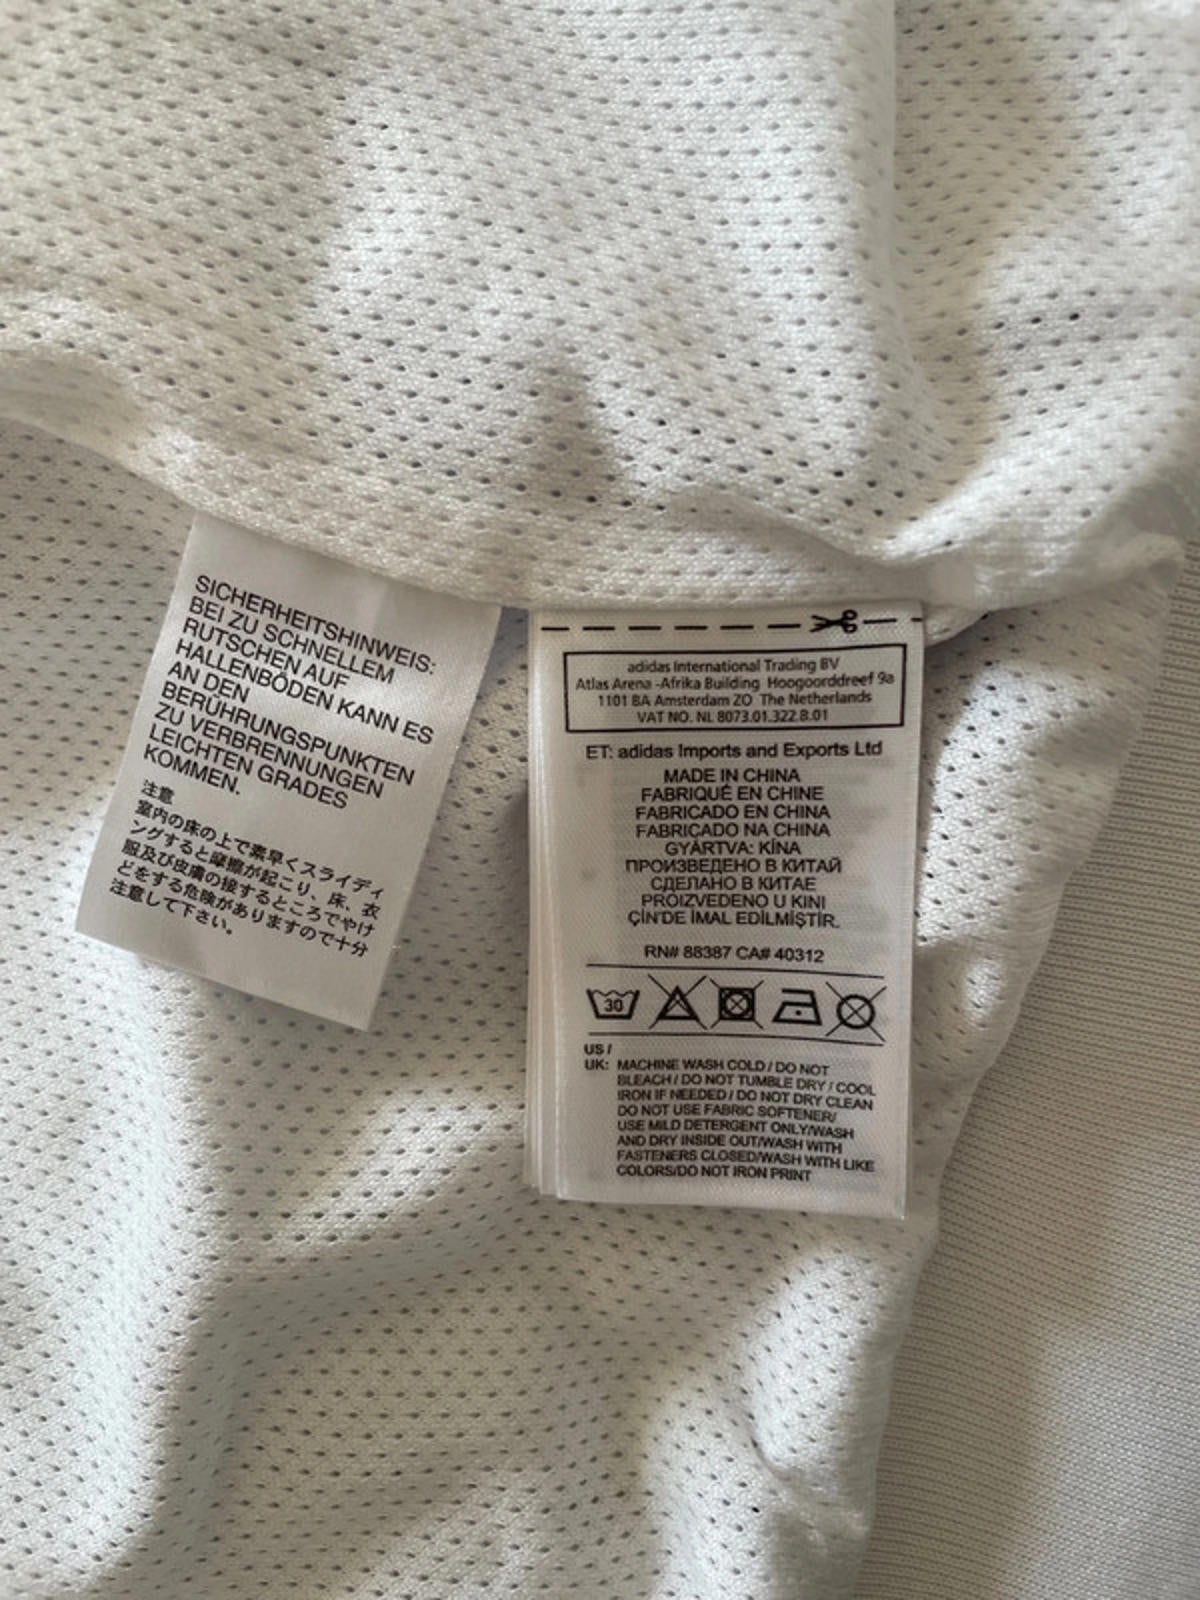 SICHERHEITSHINWEIS:
BEI ZU SCHNELLEM
RUTSCHEN AUF
HALLENBÖDEN KANN ES
AN DEN
BERÜHRUNGSPUNKTEN
ZU VERBRENNUNGEN
LEICHTEN GRADES
KOMMEN.
注意
室内の床の上で素早くスライディ
ングすると摩擦が起こり、床、衣
服及び皮膚の接するところでやけ
どをする危険がありますので十分
注意して下さい。
adidas International Trading BV
Atlas Arena -Afrika Building Hoogoorddreef 9a
1101 BA Amsterdam ZO The Netherlands
VAT NO. NL 8073.01.322.B.01
ET: adidas Imports and Exports Ltd
MADE IN CHINA
FABRIQUÉ EN CHINE
FABRICADO EN CHINA
FABRICADO NA CHINA
GYÁRTVA: KÍNA
ПРОИЗВЕДЕНО В КИТАЙ
СДЕЛАНО В КИТАЕ
PROIZVEDENO U KINI
ÇİN'DE İMAL EDİLMİŞTİR.
RN# 88387 CA# 40312
30
US /
UK: MACHINE WASH COLD / DO NOT
BLEACH / DO NOT TUMBLE DRY / COOL
IRON IF NEEDED / DO NOT DRY CLEAN
DO NOT USE FABRIC SOFTENER/
USE MILD DETERGENT ONLY/WASH
AND DRY INSIDE OUT/WASH WITH
FASTENERS CLOSED/WASH WITH LIKE
COLORS/DO NOT IRON PRINT